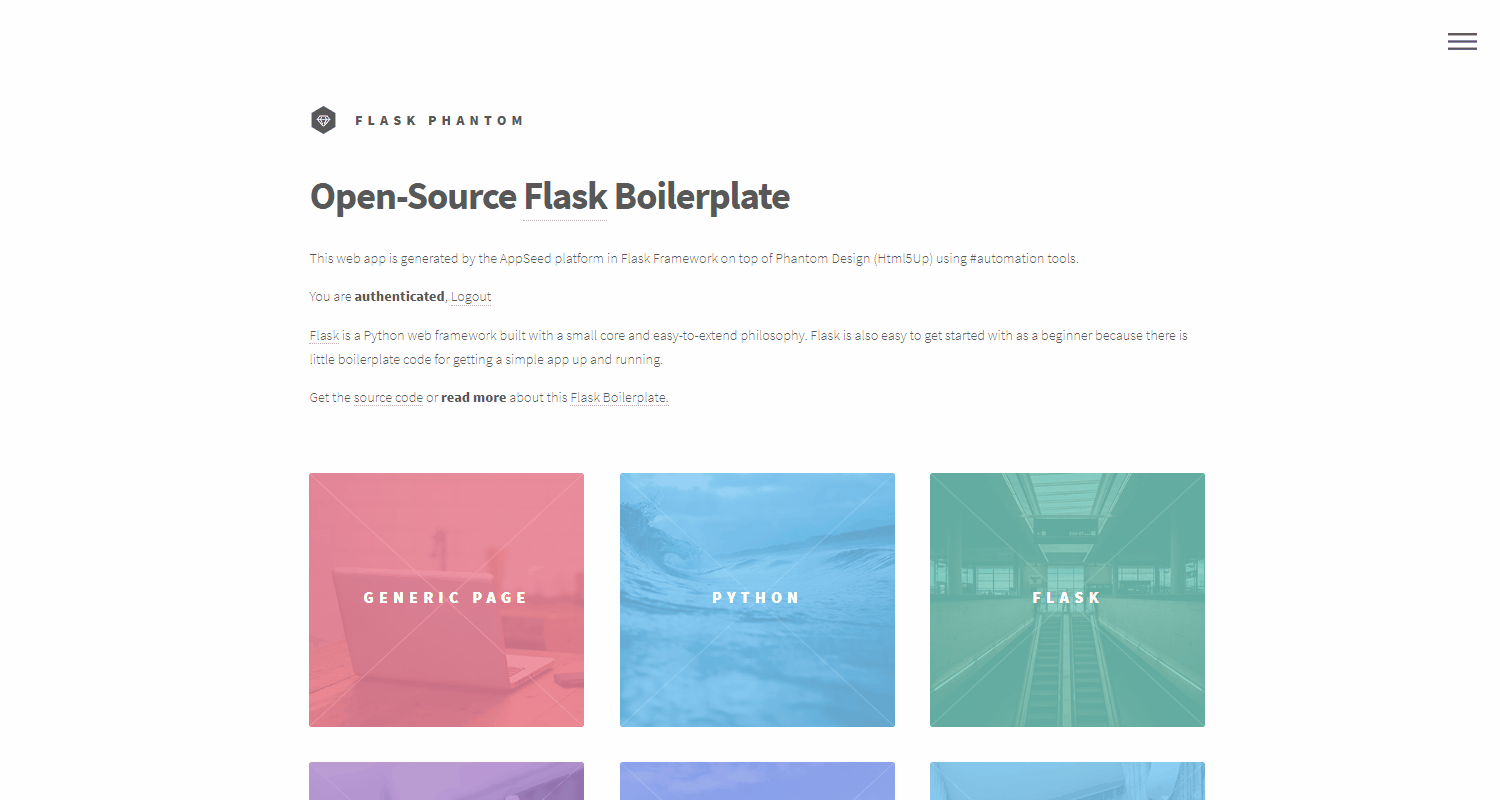 FLASK PHANTOM
Open-Source Flask Boilerplate
This web app is generated by the AppSeed platform in Flask Framework on top of Phantom Design (Html5Up) using #automation tools.
You are authenticated, Logout
Flask is a Python web framework built with a small core and easy-to-extend philosophy. Flask is also easy to get started with as a beginner because there is
little boilerplate code for getting a simple app up and running.
Get the source code or read more about this Flask Boilerplate.
GENERIC PAGE
PYTHON
FLASK